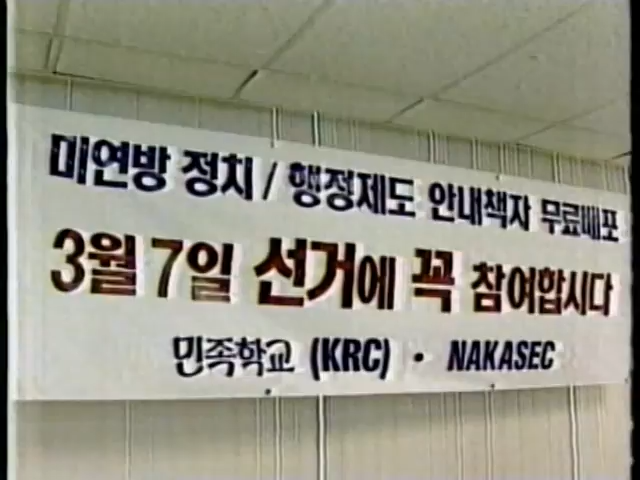 미연방 정치 / 행정제도 안내책자 무료배포
3월 7일 선거에 꼭 참여합시다
민족학교 (KRC) · NAKASEC